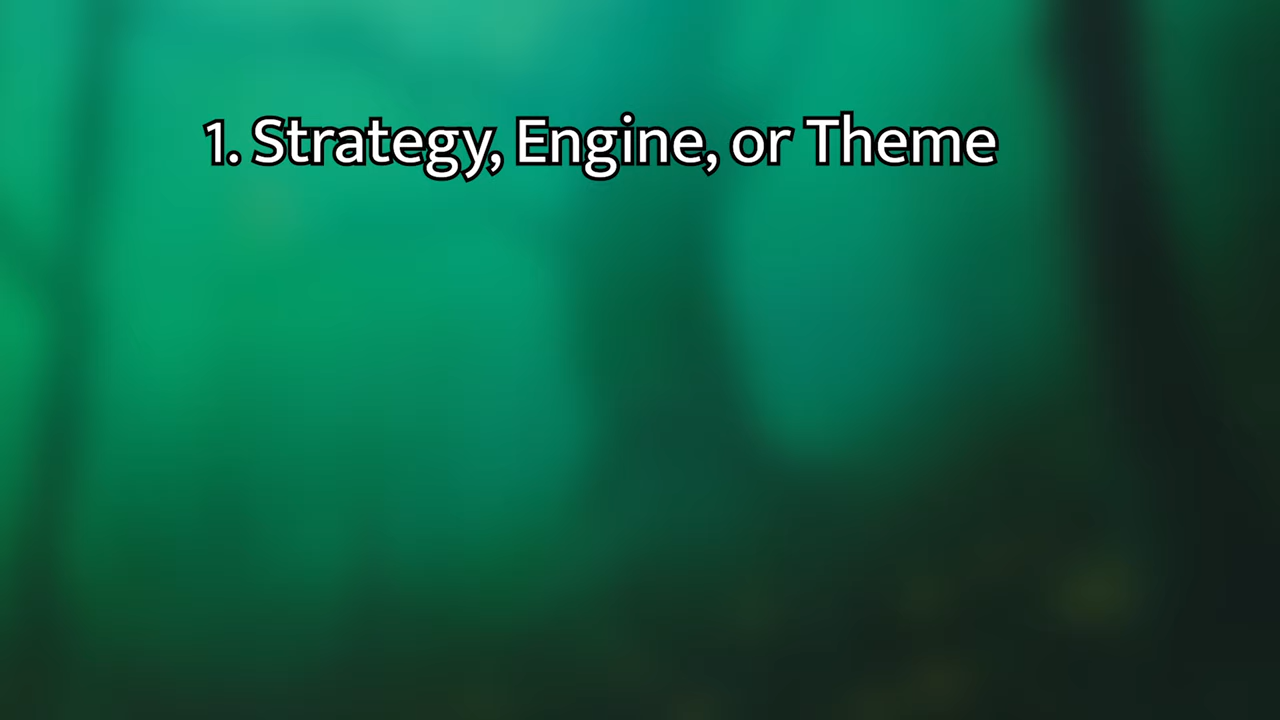 1. Strategy, Engine, or Theme